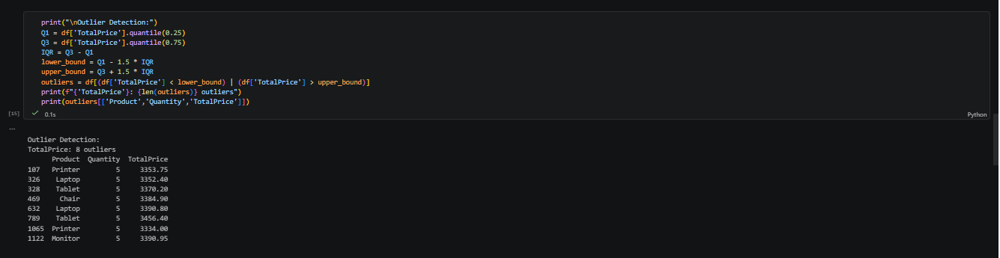 print("\nOutlier Detection:")
Q1 = df['TotalPrice'].quantile(0.25)
Q3 = df['TotalPrice'].quantile(0.75)
IQR = Q3 - Q1
lower_bound = Q1 - 1.5 * IQR
upper_bound = Q3 + 1.5 * IQR
outliers = df[(df['TotalPrice'] < lower_bound) | (df['TotalPrice'] > upper_bound)]
print(f"{'TotalPrice'}: {len(outliers)} outliers")
print(outliers[['Product','Quantity','TotalPrice']])
[15] ✓ 0.1s Python
...
Outlier Detection:
TotalPrice: 8 outliers
Product Quantity TotalPrice
107 Printer 5 3353.75
326 Laptop 5 3352.40
328 Tablet 5 3370.20
469 Chair 5 3384.90
632 Laptop 5 3390.80
789 Tablet 5 3456.40
1065 Printer 5 3334.00
1122 Monitor 5 3390.95